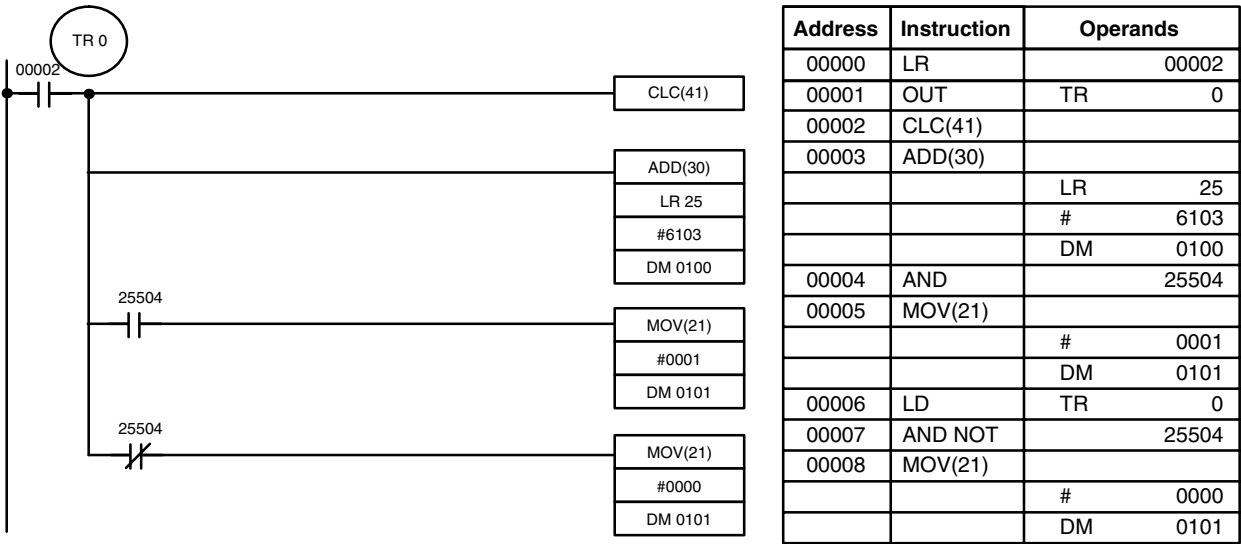 TR 0
00002
CLC(41)
ADD(30)
LR 25
#6103
DM 0100
25504
MOV(21)
#0001
DM 0101
25504
MOV(21)
#0000
DM 0101
Address Instruction Operands
00000 LR 00002
00001 OUT TR 0
00002 CLC(41)
00003 ADD(30)
LR 25
# 6103
DM 0100
00004 AND 25504
00005 MOV(21)
# 0001
DM 0101
00006 LD TR 0
00007 AND NOT 25504
00008 MOV(21)
# 0000
DM 0101